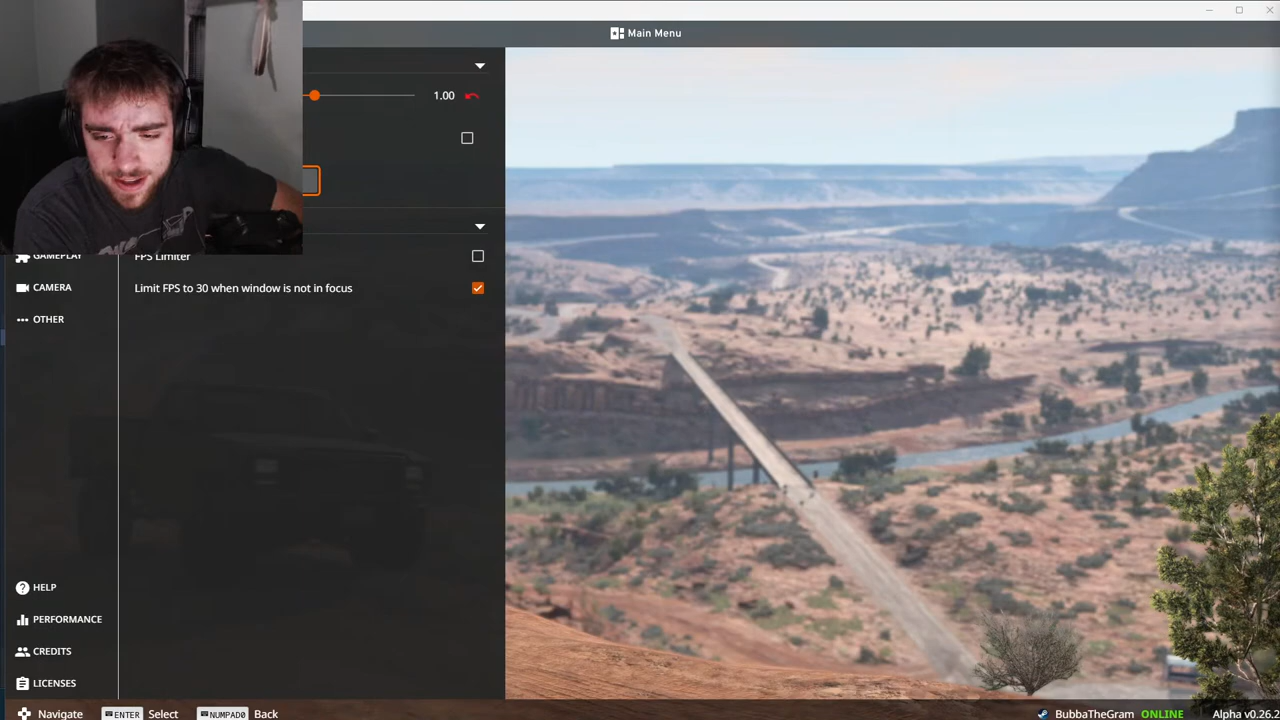 Main Menu
1.00
GAMEPLAY
FPS Limiter
CAMERA
Limit FPS to 30 when window is not in focus
OTHER
HELP
PERFORMANCE
CREDITS
LICENSES
Navigate ENTER Select NUMPAD0 Back
BubbaTheGram ONLINE Alpha v0.26.2